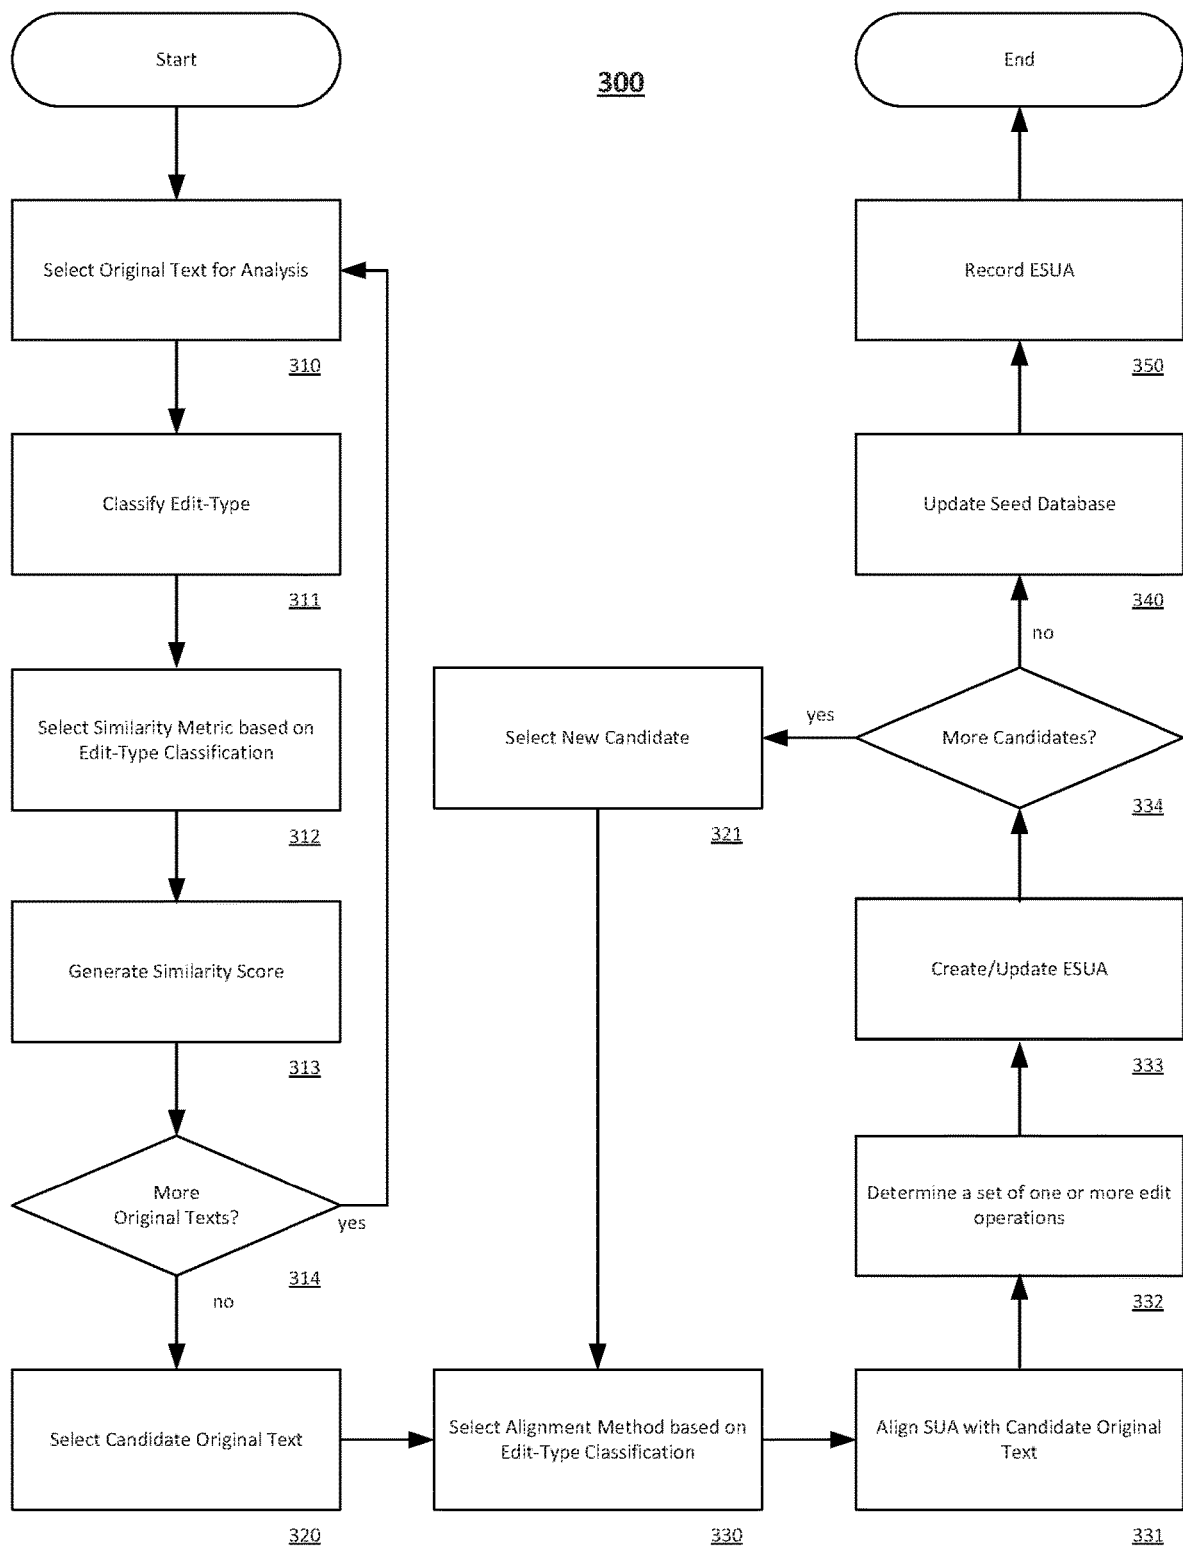 Start
300
End
Select Original Text for Analysis
310
Record ESUA
350
Classify Edit-Type
311
Update Seed Database
340
no
Select Similarity Metric based on
Edit-Type Classification
312
Select New Candidate
321
yes
More Candidates?
334
Generate Similarity Score
313
Create/Update ESUA
333
More
Original Texts?
yes
314
no
Determine a set of one or more edit
operations
332
Select Candidate Original Text
320
Select Alignment Method based on
Edit-Type Classification
330
Align SUA with Candidate Original
Text
331